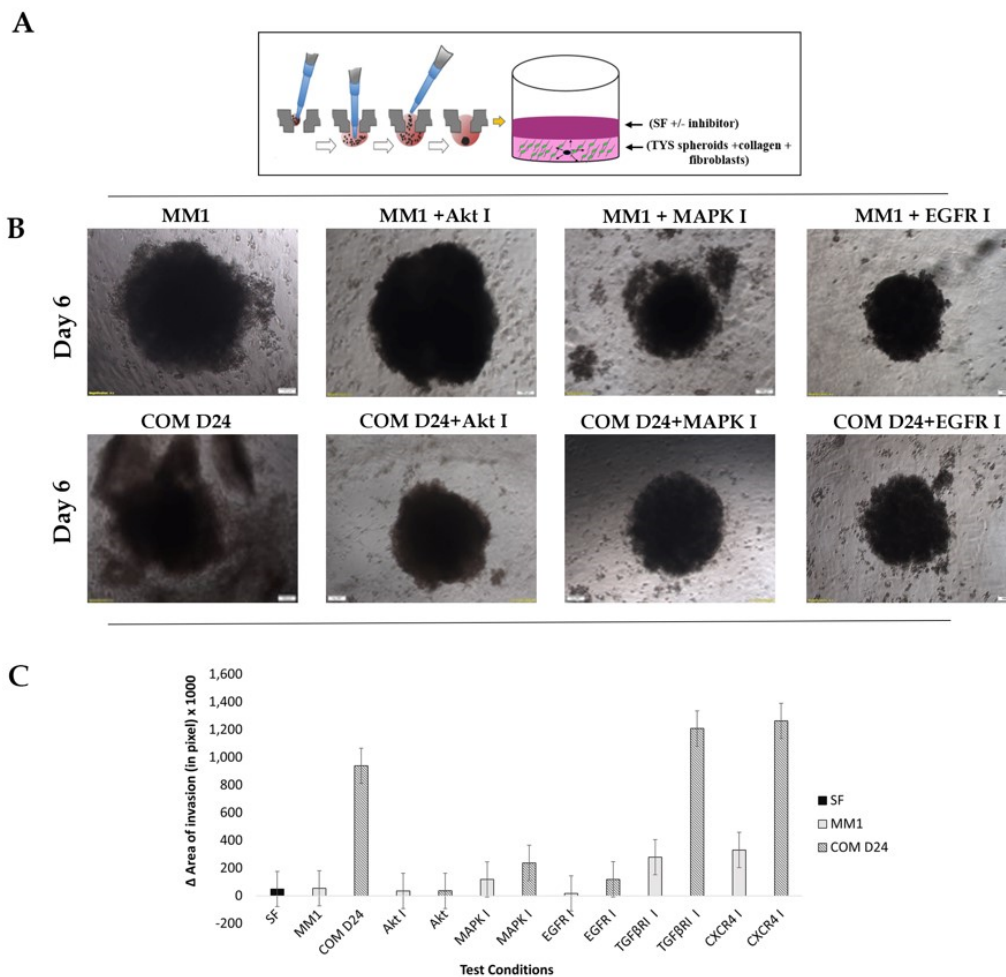 A
(SF +/- inhibitor)
(TYS spheroids +collagen +
fibroblasts)
B
MM1
MM1 +Akt I
MM1 + MAPK I
MM1 + EGFR I
Day 6
COM D24
COM D24+Akt I
COM D24+MAPK I
COM D24+EGFR I
Day 6
C
Δ Area of invasion (in pixel) x 1000
1,600
1,400
1,200
1,000
800
600
400
200
0
-200
SF
MM1
COM D24
Akt I
Akt
MAPK I
MAPK I
EGFR I
EGFR I
TGFβRI I
TGFβRI I
CXCR4 I
CXCR4 I
Test Conditions
SF
MM1
COM D24